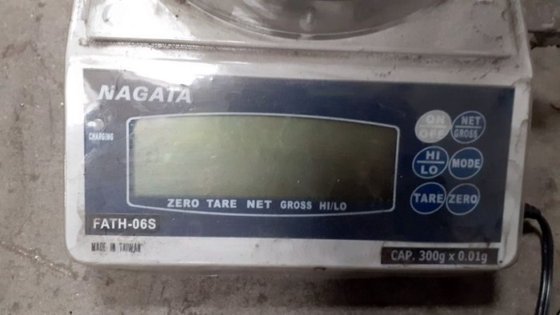 NAGATA
CHARGING
ON
OFF
NET
GROSS
HI
LO
MODE
TARE
ZERO
ZERO TARE NET GROSS HI/LO
FATH-06S
MADE IN TAIWAN
CAP. 300g x 0.01g